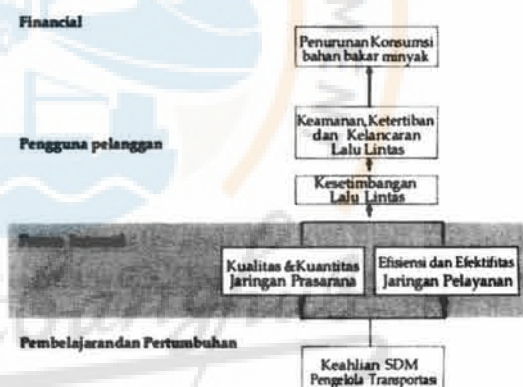 Financial
Penurunan Konsumsi
bahan bakar minyak
Keamanan, Ketertiban
dan Kelancaran
Lalu Lintas
Pengguna pelanggan
Kesetimbangan
Lalu Lintas
Kualitas & Kuantitas
Jaringan Prasarana
Efisiensi dan Efektifitas
Jaringan Pelayanan
Pembelajaran dan Pertumbuhan
Keahlian SDM
Pengelola Transportasi